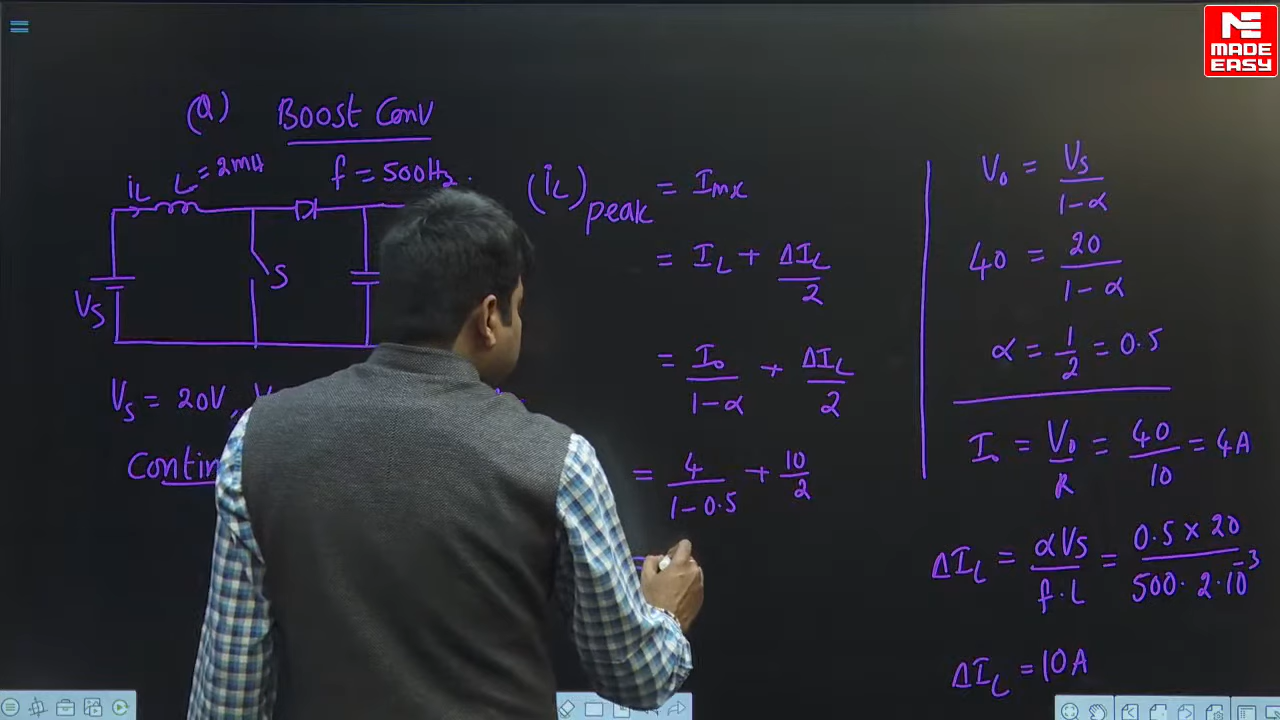 MADE EASY
(Q) Boost Conv
iL L = 2mH f = 500Hz.
S
Vs
Vs = 20V,
Contin
(iL)peak = Imx
= IL + ΔIL/2
= Io/(1-α) + ΔIL/2
= 4/(1-0.5) + 10/2
=
Vo = Vs/(1-α)
40 = 20/(1-α)
α = 1/2 = 0.5
Io = Vo/R = 40/10 = 4A
ΔIL = αVs/(f·L) = (0.5 × 20)/(500·2·10⁻³)
ΔIL = 10A